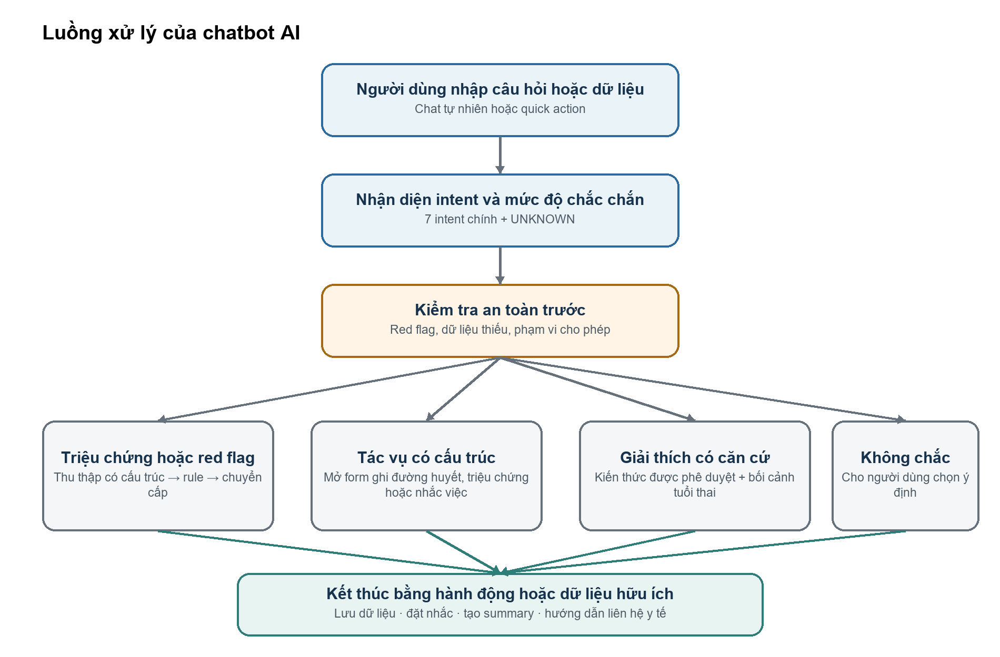 Luồng xử lý của chatbot AI
Người dùng nhập câu hỏi hoặc dữ liệu
Chat tự nhiên hoặc quick action
Nhận diện intent và mức độ chắc chắn
7 intent chính + UNKNOWN
Kiểm tra an toàn trước
Red flag, dữ liệu thiếu, phạm vi cho phép
Triệu chứng hoặc red flag
Thu thập có cấu trúc → rule → chuyển
cấp
Tác vụ có cấu trúc
Mở form ghi đường huyết, triệu chứng
hoặc nhắc việc
Giải thích có căn cứ
Kiến thức được phê duyệt + bối cảnh
tuổi thai
Không chắc
Cho người dùng chọn ý
định
Kết thúc bằng hành động hoặc dữ liệu hữu ích
Lưu dữ liệu · đặt nhắc · tạo summary · hướng dẫn liên hệ y tế